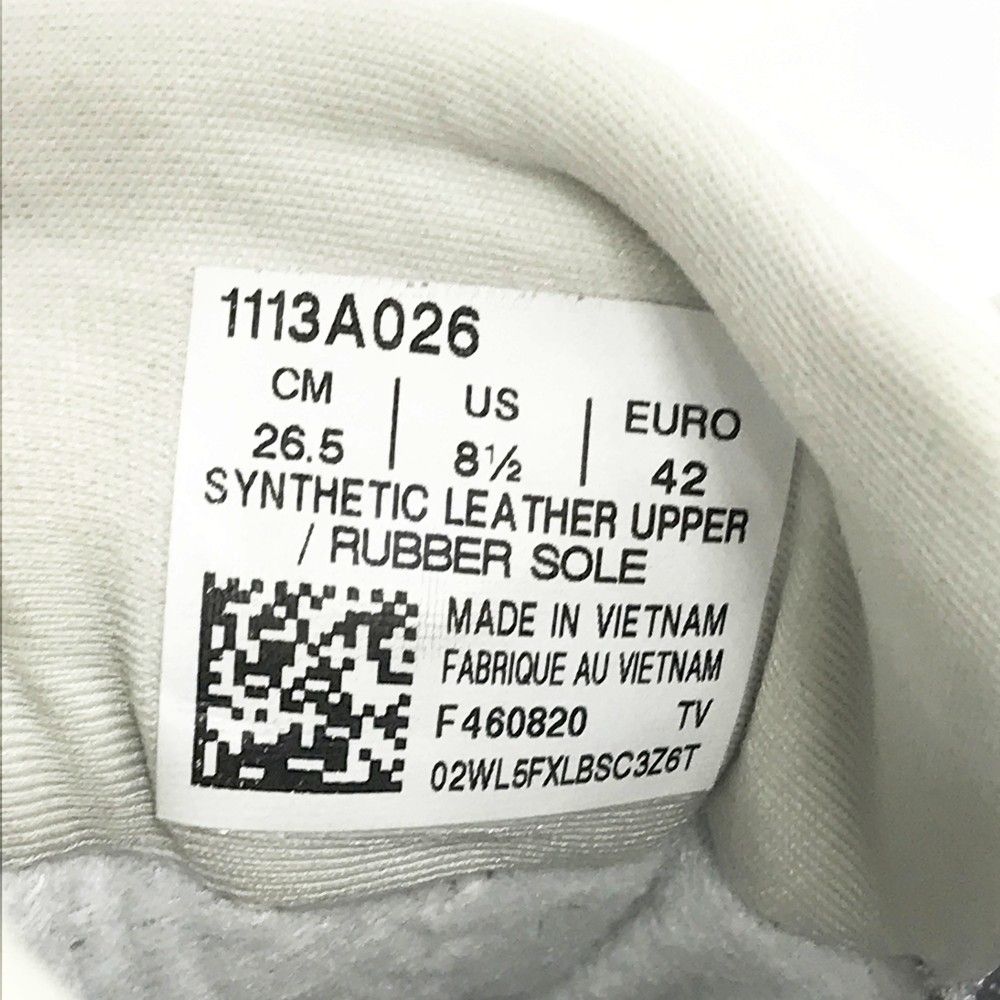 1113A026
CM | US | EURO
26.5 | 8½ | 42
SYNTHETIC LEATHER UPPER
/ RUBBER SOLE
MADE IN VIETNAM
FABRIQUE AU VIETNAM
F460820 TV
02WL5FXLBSC3Z6T